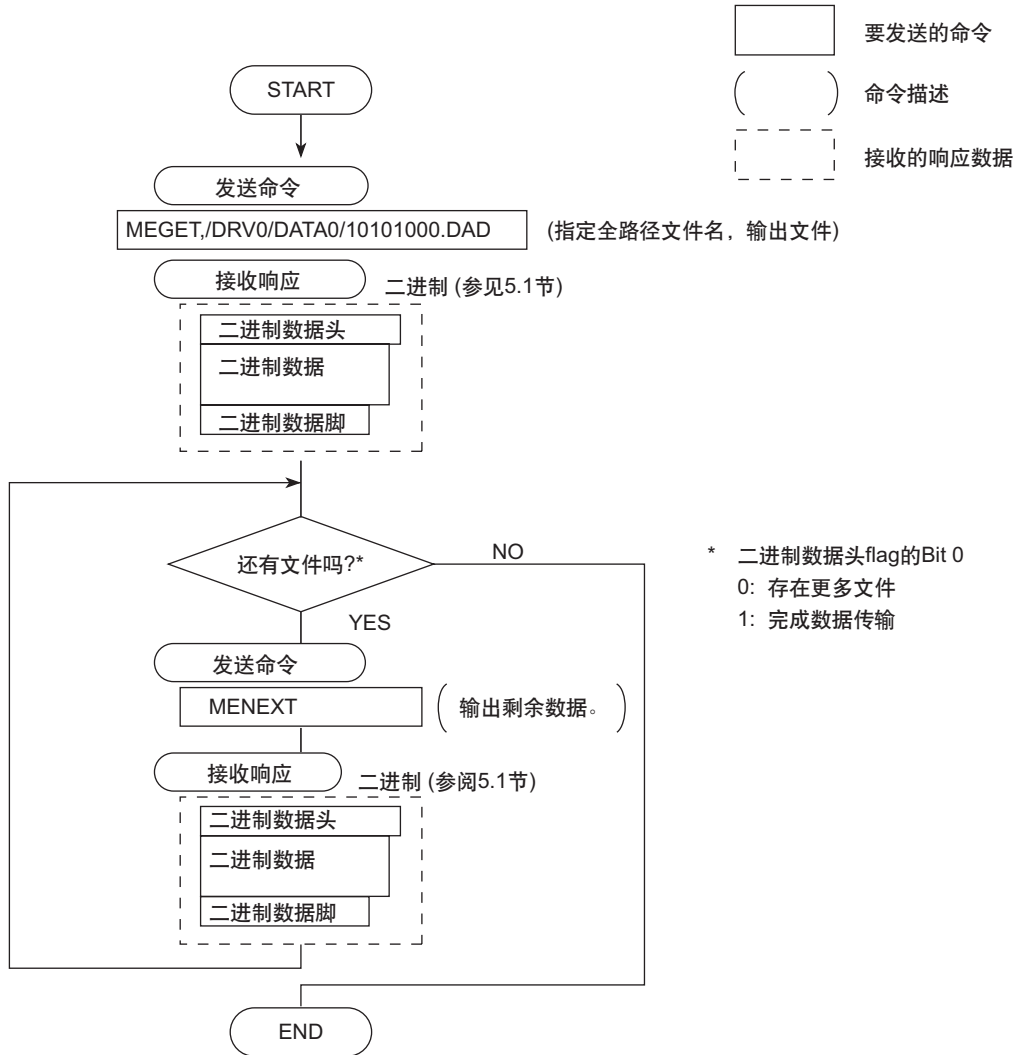 要发送的命令
命令描述
接收的响应数据
START
发送命令
MEGET,/DRV0/DATA0/10101000.DAD
(指定全路径文件名，输出文件)
接收响应
二进制 (参见5.1节)
二进制数据头
二进制数据
二进制数据脚
还有文件吗?*
NO
YES
* 二进制数据头flag的Bit 0
0: 存在更多文件
1: 完成数据传输
发送命令
MENEXT
输出剩余数据。
接收响应
二进制 (参阅5.1节)
二进制数据头
二进制数据
二进制数据脚
END